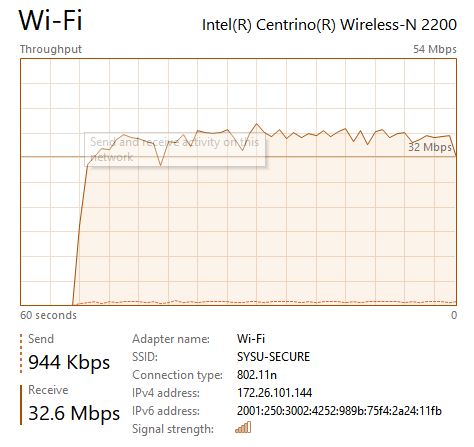 Wi-Fi
Intel(R) Centrino(R) Wireless-N 2200
Throughput
54 Mbps
Send and receive activity on this
network
32 Mbps
60 seconds
0
Send
944 Kbps
Receive
32.6 Mbps
Adapter name: Wi-Fi
SSID: SYSU-SECURE
Connection type: 802.11n
IPv4 address: 172.26.101.144
IPv6 address: 2001:250:3002:4252:989b:75f4:2a24:11fb
Signal strength: